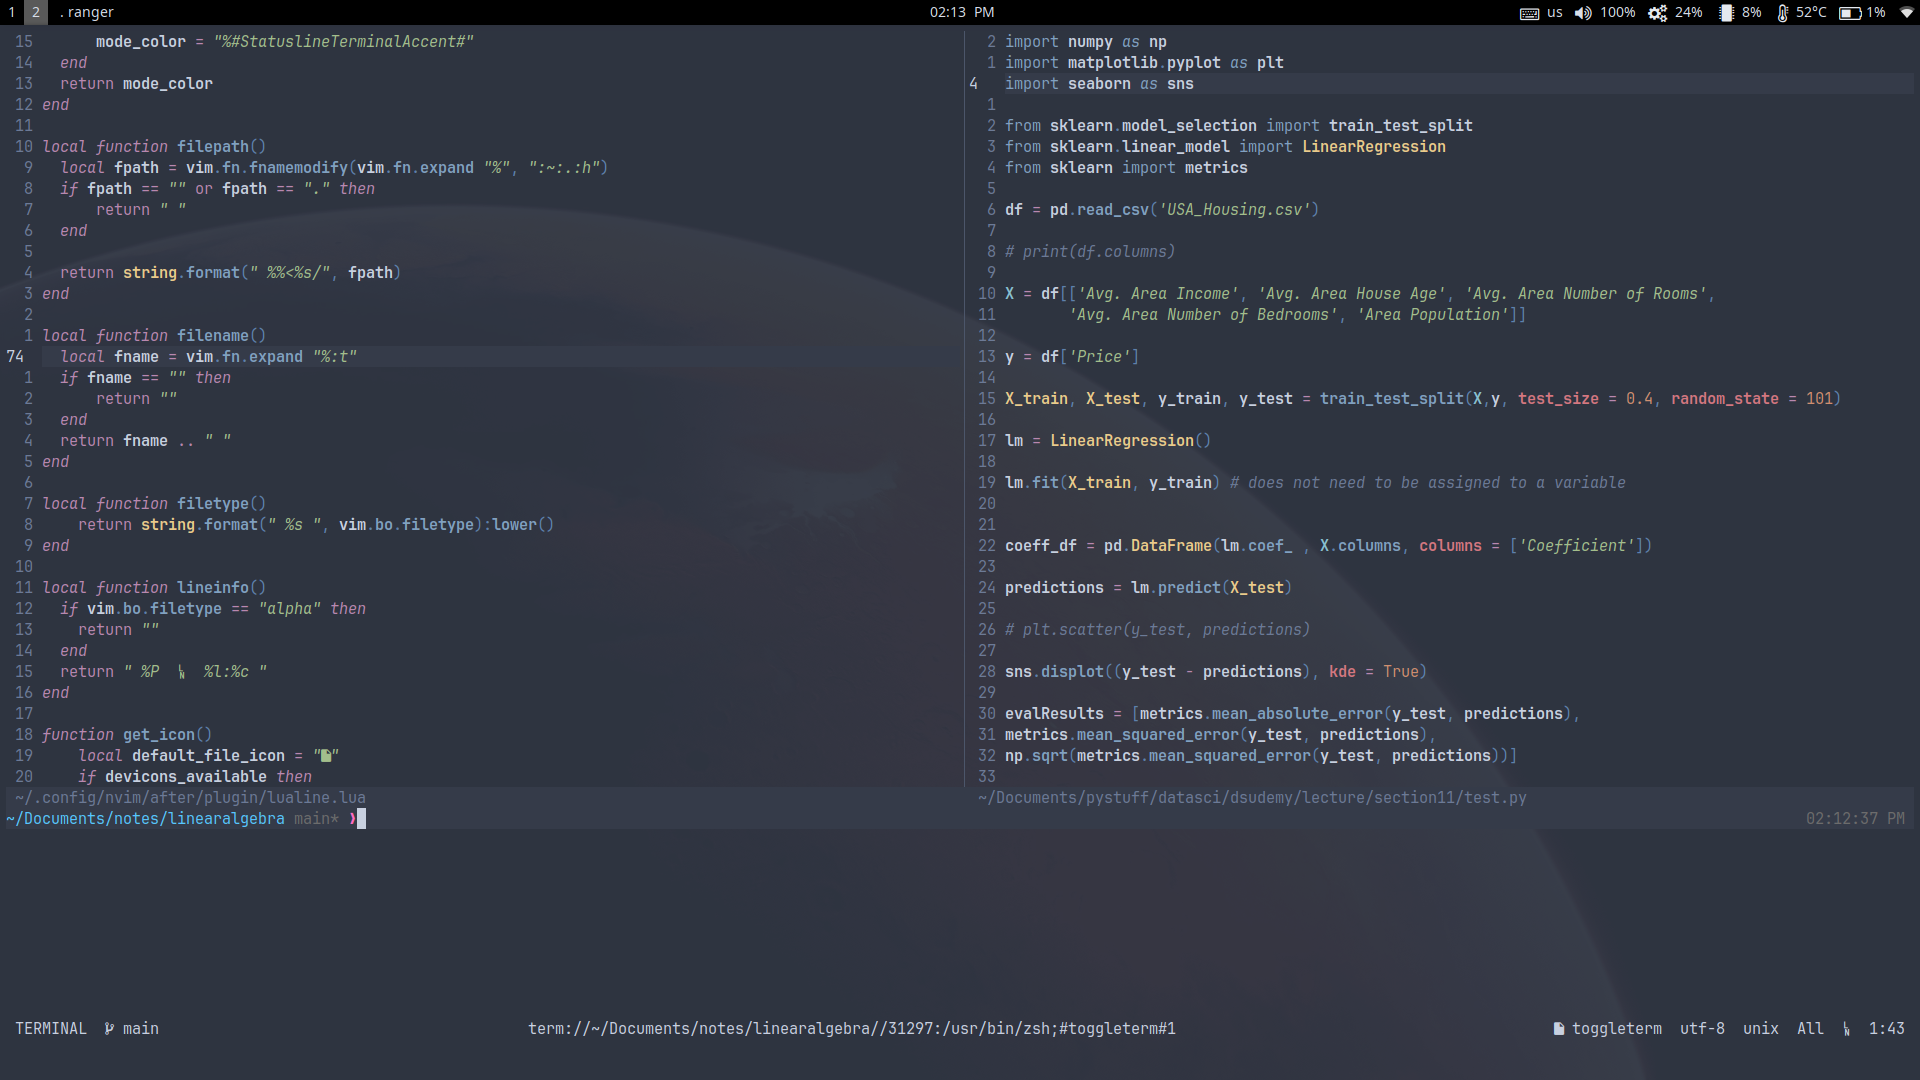 1 2 . ranger 02:13 PM us 100% 24% 8% 52°C 1%
15 mode_color = "%#StatuslineTerminalAccent#"
14 end
13 return mode_color
12 end
11
10 local function filepath()
9 local fpath = vim.fn.fnamemodify(vim.fn.expand "%", ":~:.:h")
8 if fpath == "" or fpath == "." then
7 return " "
6 end
5
4 return string.format(" %%<%s/", fpath)
3 end
2
1 local function filename()
74 local fname = vim.fn.expand "%:t"
1 if fname == "" then
2 return ""
3 end
4 return fname .. " "
5 end
6
7 local function filetype()
8 return string.format(" %s ", vim.bo.filetype):lower()
9 end
10
11 local function lineinfo()
12 if vim.bo.filetype == "alpha" then
13 return ""
14 end
15 return " %P  %l:%c "
16 end
17
18 function get_icon()
19 local default_file_icon = ""
20 if devicons_available then
~/.config/nvim/after/plugin/lualine.lua
2 import numpy as np
1 import matplotlib.pyplot as plt
4 import seaborn as sns
1
2 from sklearn.model_selection import train_test_split
3 from sklearn.linear_model import LinearRegression
4 from sklearn import metrics
5
6 df = pd.read_csv('USA_Housing.csv')
7
8 # print(df.columns)
9
10 X = df[['Avg. Area Income', 'Avg. Area House Age', 'Avg. Area Number of Rooms',
11 'Avg. Area Number of Bedrooms', 'Area Population']]
12
13 y = df['Price']
14
15 X_train, X_test, y_train, y_test = train_test_split(X,y, test_size = 0.4, random_state = 101)
16
17 lm = LinearRegression()
18
19 lm.fit(X_train, y_train) # does not need to be assigned to a variable
20
21
22 coeff_df = pd.DataFrame(lm.coef_ , X.columns, columns = ['Coefficient'])
23
24 predictions = lm.predict(X_test)
25
26 # plt.scatter(y_test, predictions)
27
28 sns.displot((y_test - predictions), kde = True)
29
30 evalResults = [metrics.mean_absolute_error(y_test, predictions),
31 metrics.mean_squared_error(y_test, predictions),
32 np.sqrt(metrics.mean_squared_error(y_test, predictions))]
33
~/Documents/pystuff/datasci/dsudemy/lecture/section11/test.py
~/Documents/notes/linearalgebra main* ❯ 02:12:37 PM
TERMINAL main term://~/Documents/notes/linearalgebra//31297:/usr/bin/zsh;#toggleterm#1 toggleterm utf-8 unix All  1:43